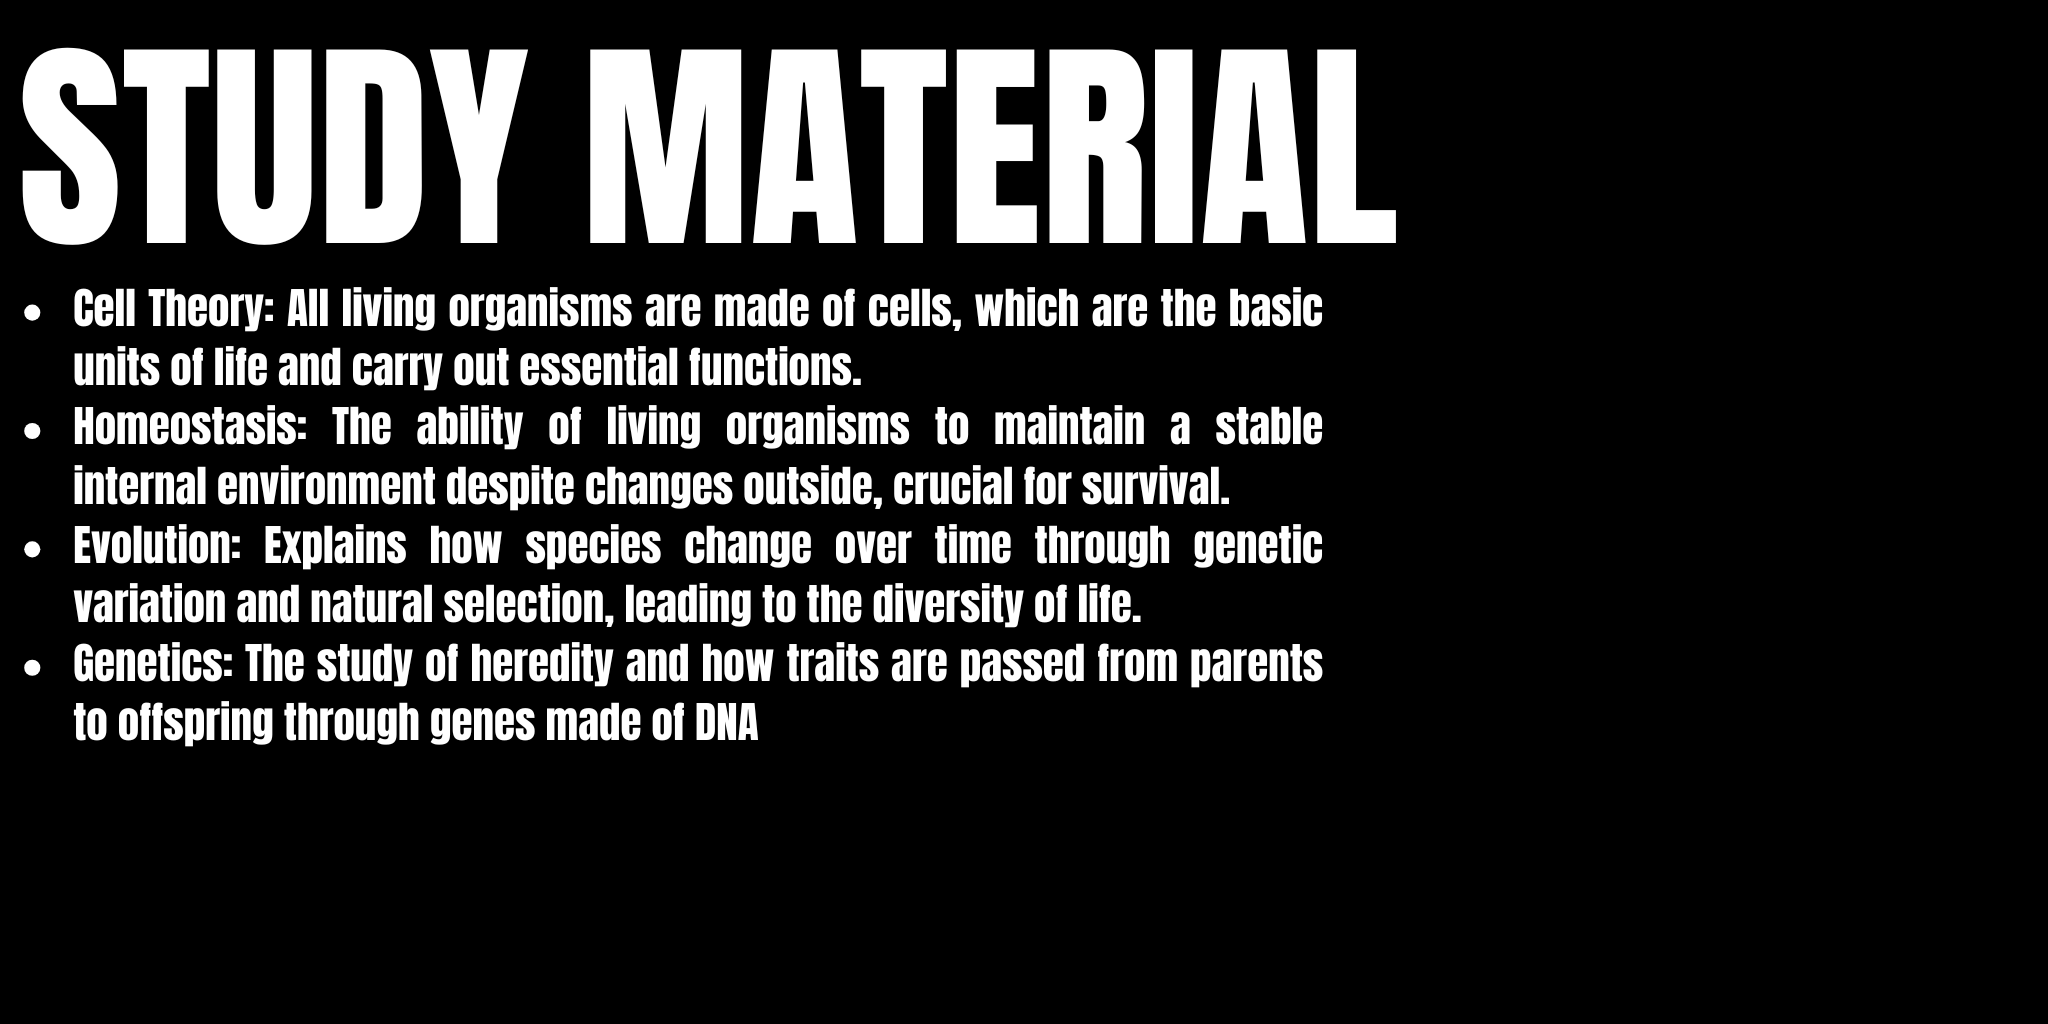 STUDY MATERIAL
• Cell Theory: All living organisms are made of cells, which are the basic
units of life and carry out essential functions.
• Homeostasis: The ability of living organisms to maintain a stable
internal environment despite changes outside, crucial for survival.
• Evolution: Explains how species change over time through genetic
variation and natural selection, leading to the diversity of life.
• Genetics: The study of heredity and how traits are passed from parents
to offspring through genes made of DNA